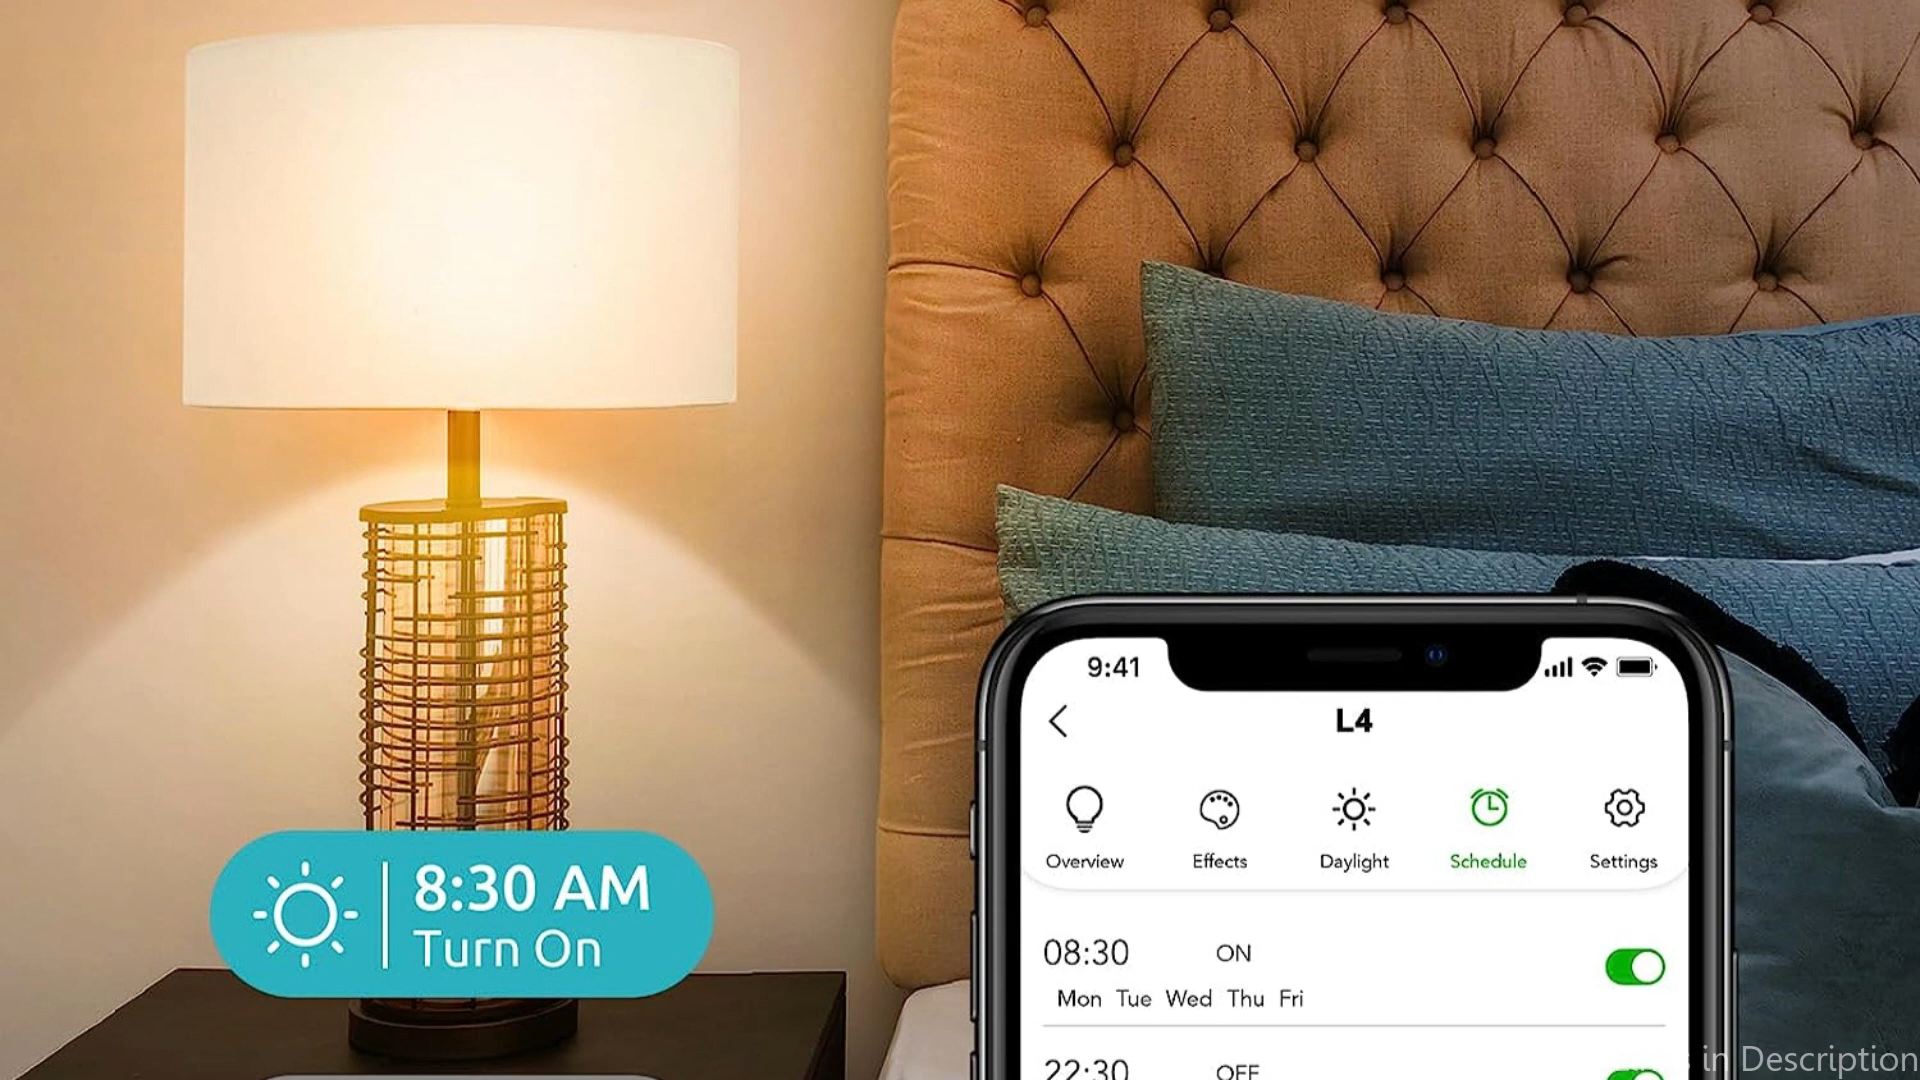 8:30 AM
Turn On
9:41
L4
Overview Effects Daylight Schedule Settings
08:30 ON
Mon Tue Wed Thu Fri
22:30 OFF
in Description